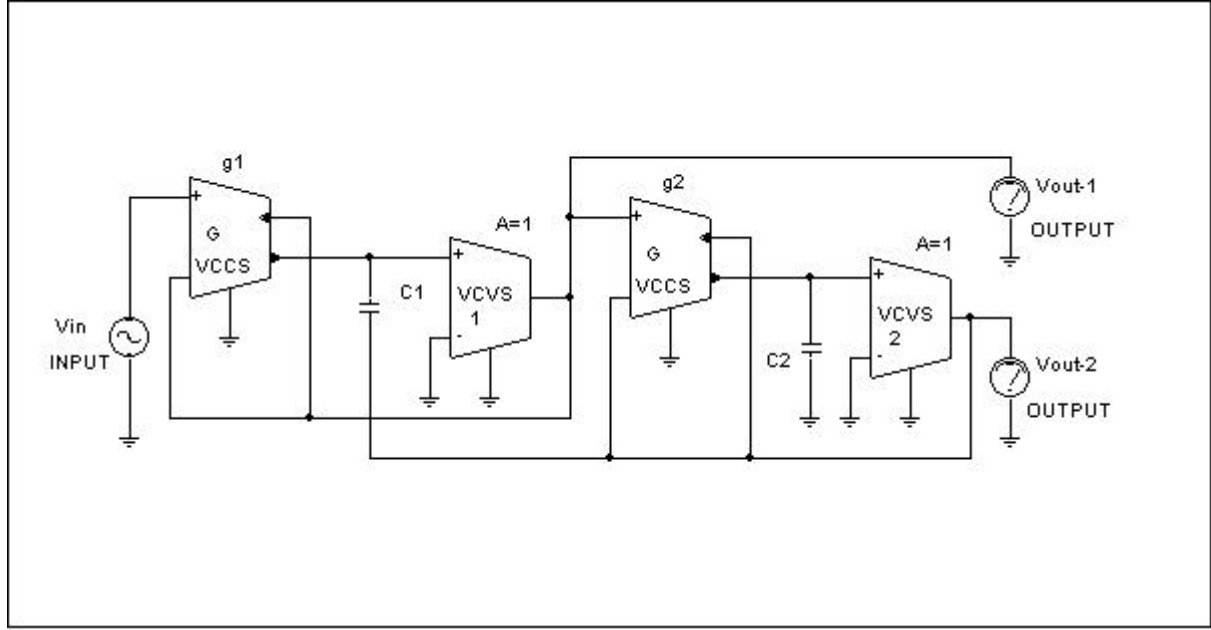 g1
+
G
VCCS
Vin
INPUT
C1
A=1
+
VCVS
1
-
g2
+
G
VCCS
C2
A=1
+
VCVS
2
-
Vout-1
OUTPUT
Vout-2
OUTPUT